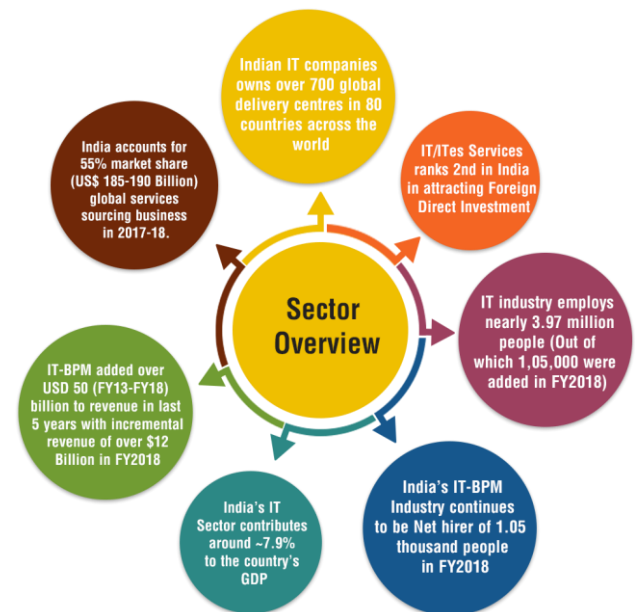 Indian IT companies
owns over 700 global
delivery centres in 80
countries across the
world
India accounts for
55% market share
(US$ 185-190 Billion)
global services
sourcing business
in 2017-18.
IT/ITes Services
ranks 2nd in India
in attracting Foreign
Direct Investment
Sector
Overview
IT industry employs
nearly 3.97 million
people (Out of
which 1,05,000 were
added in FY2018)
IT-BPM added over
USD 50 (FY13-FY18)
billion to revenue in last
5 years with incremental
revenue of over $12
Billion in FY2018
India's IT
Sector contributes
around ~7.9%
to the country's
GDP
India's IT-BPM
Industry continues
to be Net hirer of 1.05
thousand people
in FY2018